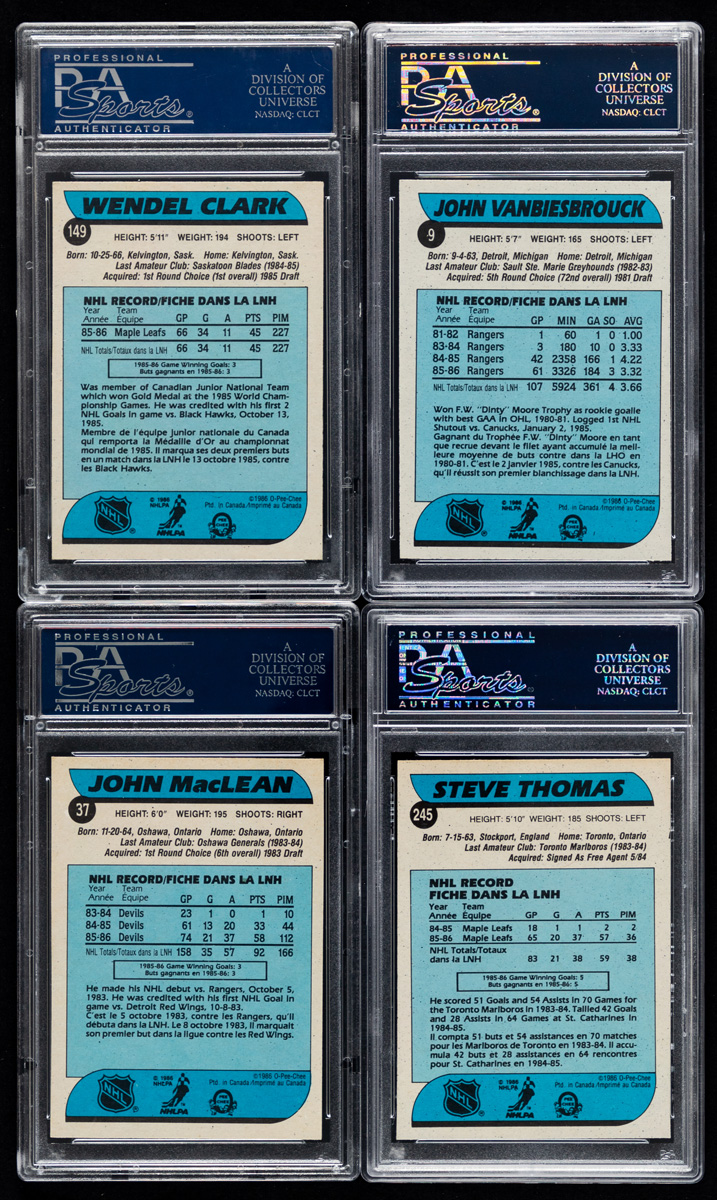 PROFESSIONAL
PSA
Sports®
AUTHENTICATOR
A
DIVISION OF
COLLECTORS
UNIVERSE
NASDAQ: CLCT
WENDEL CLARK
149
HEIGHT: 5'11" WEIGHT: 194 SHOOTS: LEFT
Born: 10-25-66, Kelvington, Sask. Home: Kelvington, Sask.
Last Amateur Club: Saskatoon Blades (1984-85)
Acquired: 1st Round Choice (1st overall) 1985 Draft
NHL RECORD/FICHE DANS LA LNH
Year Team
Année Équipe GP G A PTS PIM
85-86 Maple Leafs 66 34 11 45 227
NHL Totals/Totaux dans la LNH 66 34 11 45 227
1985-86 Game Winning Goals: 3
Buts gagnants en 1985-86: 3
Was member of Canadian Junior National Team
which won Gold Medal at the 1985 World Cham-
pionship Games. He was credited with his first 2
NHL Goals in game vs. Black Hawks, October 13,
1985.
Membre de l'équipe junior nationale du Canada
qui remporta la Médaille d'Or au championnat
mondial de 1985. Il marqua ses deux premiers buts
en un match dans la LNH le 13 octobre 1985, contre
les Black Hawks.
NHL
®
© 1986
NHLPA
NHLPA
O-PEE-CHEE
© 1986 O-Pee-Chee
Ptd. in Canada./Imprimé au Canada
PROFESSIONAL
PSA
Sports®
AUTHENTICATOR
A
DIVISION OF
COLLECTORS
UNIVERSE
NASDAQ: CLCT
JOHN VANBIESBROUCK
9
HEIGHT: 5'7" WEIGHT: 165 SHOOTS: LEFT
Born: 9-4-63, Detroit, Michigan Home: Detroit, Michigan
Last Amateur Club: Sault Ste. Marie Greyhounds (1982-83)
Acquired: 5th Round Choice (72nd overall) 1981 Draft
NHL RECORD/FICHE DANS LA LNH
Year Team
Année Équipe GP MIN GA SO AVG
81-82 Rangers 1 60 1 0 1.00
83-84 Rangers 3 180 10 0 3.33
84-85 Rangers 42 2358 166 1 4.22
85-86 Rangers 61 3326 184 3 3.32
NHL Totals/Totaux dans la LNH 107 5924 361 4 3.66
Won F.W. "Dinty" Moore Trophy as rookie goalie
with best GAA in OHL, 1980-81. Logged 1st NHL
Shutout vs. Canucks, January 2, 1985.
Gagnant du Trophée F.W. "Dinty" Moore en tant
que recrue devant le filet ayant accumulé la meil-
leure moyenne de buts contre dans la LHO en
1980-81. C'est le 2 janvier 1985, contre les Canucks,
qu'il réussit son premier blanchissage dans la LNH.
NHL
®
© 1986
NHLPA
NHLPA
O-PEE-CHEE
© 1986 O-Pee-Chee
Ptd. in Canada./Imprimé au Canada
PROFESSIONAL
PSA
Sports®
AUTHENTICATOR
A
DIVISION OF
COLLECTORS
UNIVERSE
NASDAQ: CLCT
JOHN MacLEAN
37
HEIGHT: 6'0" WEIGHT: 195 SHOOTS: RIGHT
Born: 11-20-64, Oshawa, Ontario Home: Oshawa, Ontario
Last Amateur Club: Oshawa Generals (1983-84)
Acquired: 1st Round Choice (6th overall) 1983 Draft
NHL RECORD/FICHE DANS LA LNH
Year Team
Année Équipe GP G A PTS PIM
83-84 Devils 23 1 0 1 10
84-85 Devils 61 13 20 33 44
85-86 Devils 74 21 37 58 112
NHL Totals/Totaux dans la LNH 158 35 57 92 166
1985-86 Game Winning Goals: 3
Buts gagnants en 1985-86: 3
He made his NHL debut vs. Rangers, October 5,
1983. He was credited with his first NHL Goal in
game vs. Detroit Red Wings, 10-8-83.
C'est le 5 octobre 1983, contre les Rangers, qu'il
débuta dans la LNH. Le 8 octobre 1983, il marquait
son premier but dans la ligue contre les Red Wings.
NHL
®
© 1986
NHLPA
NHLPA
O-PEE-CHEE
© 1986 O-Pee-Chee
Ptd. in Canada./Imprimé au Canada
PROFESSIONAL
PSA
Sports
AUTHENTICATOR
A
DIVISION OF
COLLECTORS
UNIVERSE
NASDAQ: CLCT
STEVE THOMAS
245
HEIGHT: 5'10" WEIGHT: 185 SHOOTS: LEFT
Born: 7-15-63, Stockport, England Home: Toronto, Ontario
Last Amateur Club: Toronto Marlboros (1983-84)
Acquired: Signed As Free Agent 5/84
NHL RECORD
FICHE DANS LA LNH
Year Team
Année Équipe GP G A PTS PIM
84-85 Maple Leafs 18 1 1 2 2
85-86 Maple Leafs 65 20 37 57 36
NHL Totals/Totaux
dans la LNH 83 21 38 59 38
1985-86 Game Winning Goals: 5
Buts gagnants en 1985-86: 5
He scored 51 Goals and 54 Assists in 70 Games for
the Toronto Marlboros in 1983-84. Tallied 42 Goals
and 28 Assists in 64 Games at St. Catharines in
1984-85.
Il compta 51 buts et 54 assistances en 70 matches
pour les Marlboros de Toronto en 1983-84. Il accu-
mula 42 buts et 28 assistances en 64 rencontres
pour St. Catharines en 1984-85.
NHL
®
© 1986
NHLPA
NHLPA
O-PEE-CHEE
© 1986 O-Pee-Chee
Ptd. in Canada./Imprimé au Canada